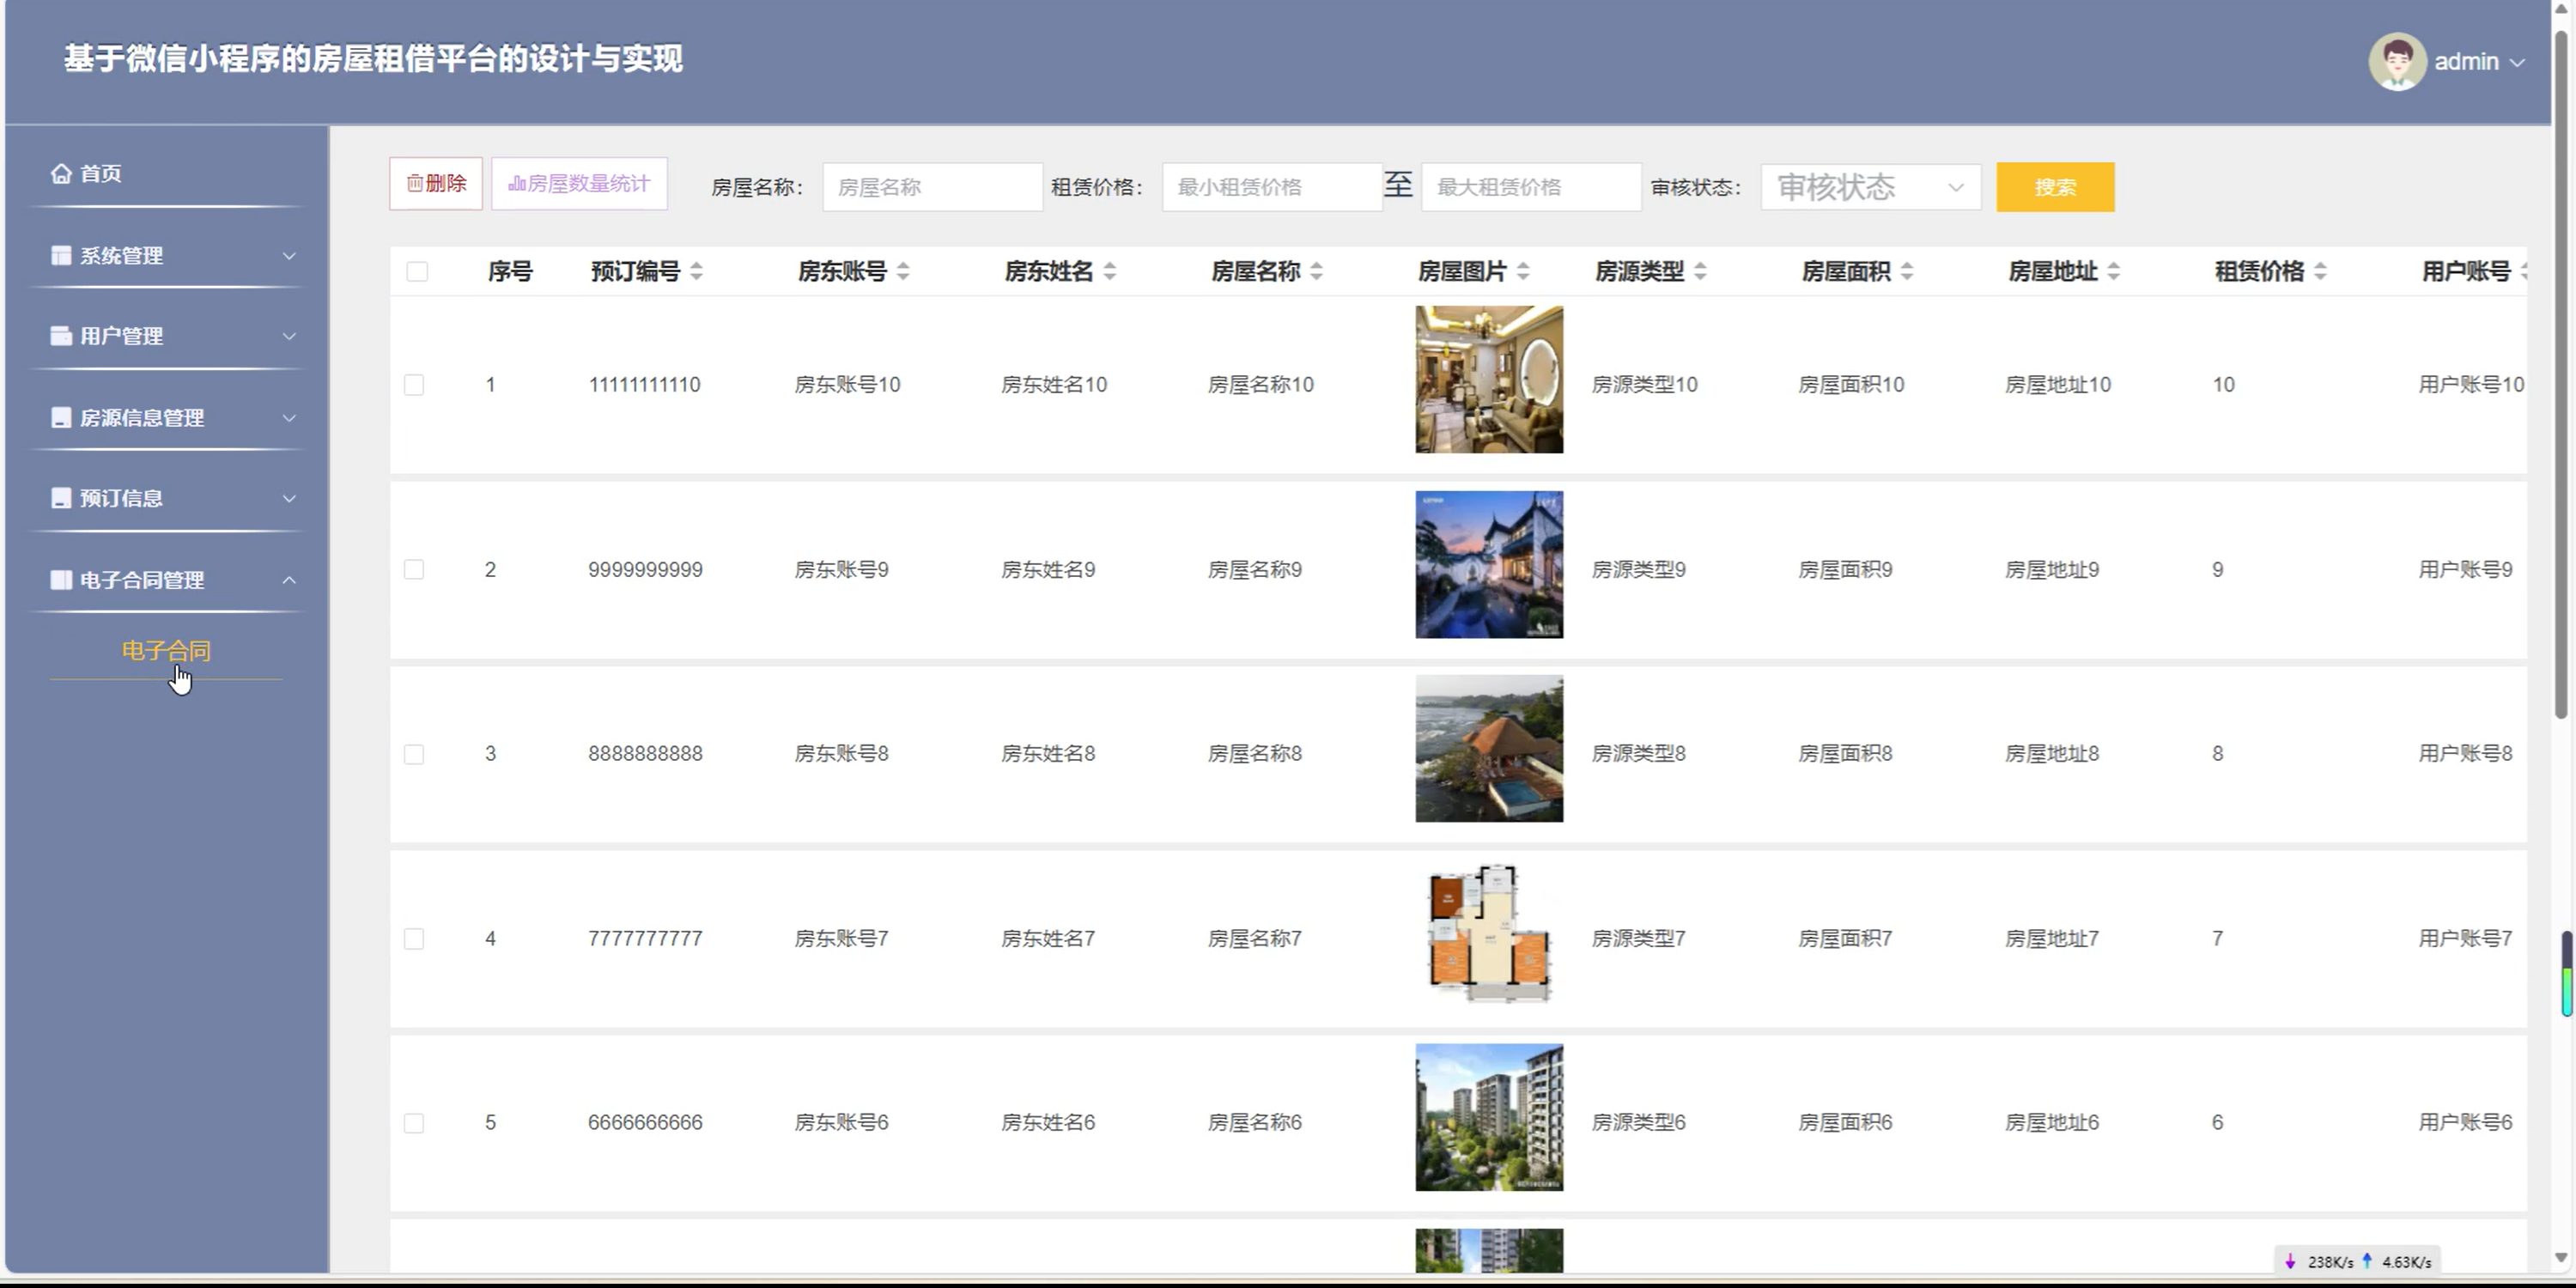 基于微信小程序的房屋租借平台的设计与实现
admin
首页
系统管理
用户管理
房源信息管理
预订信息
电子合同管理
电子合同
删除 房屋数量统计 房屋名称: 房屋名称 租赁价格: 最小租赁价格 至 最大租赁价格 审核状态: 审核状态 搜索
序号 预订编号 房东账号 房东姓名 房屋名称 房屋图片 房源类型 房屋面积 房屋地址 租赁价格 用户账号
1 11111111110 房东账号10 房东姓名10 房屋名称10 房源类型10 房屋面积10 房屋地址10 10 用户账号10
2 9999999999 房东账号9 房东姓名9 房屋名称9 房源类型9 房屋面积9 房屋地址9 9 用户账号9
3 8888888888 房东账号8 房东姓名8 房屋名称8 房源类型8 房屋面积8 房屋地址8 8 用户账号8
4 7777777777 房东账号7 房东姓名7 房屋名称7 房源类型7 房屋面积7 房屋地址7 7 用户账号7
5 6666666666 房东账号6 房东姓名6 房屋名称6 房源类型6 房屋面积6 房屋地址6 6 用户账号6
238K/s 4.63K/s